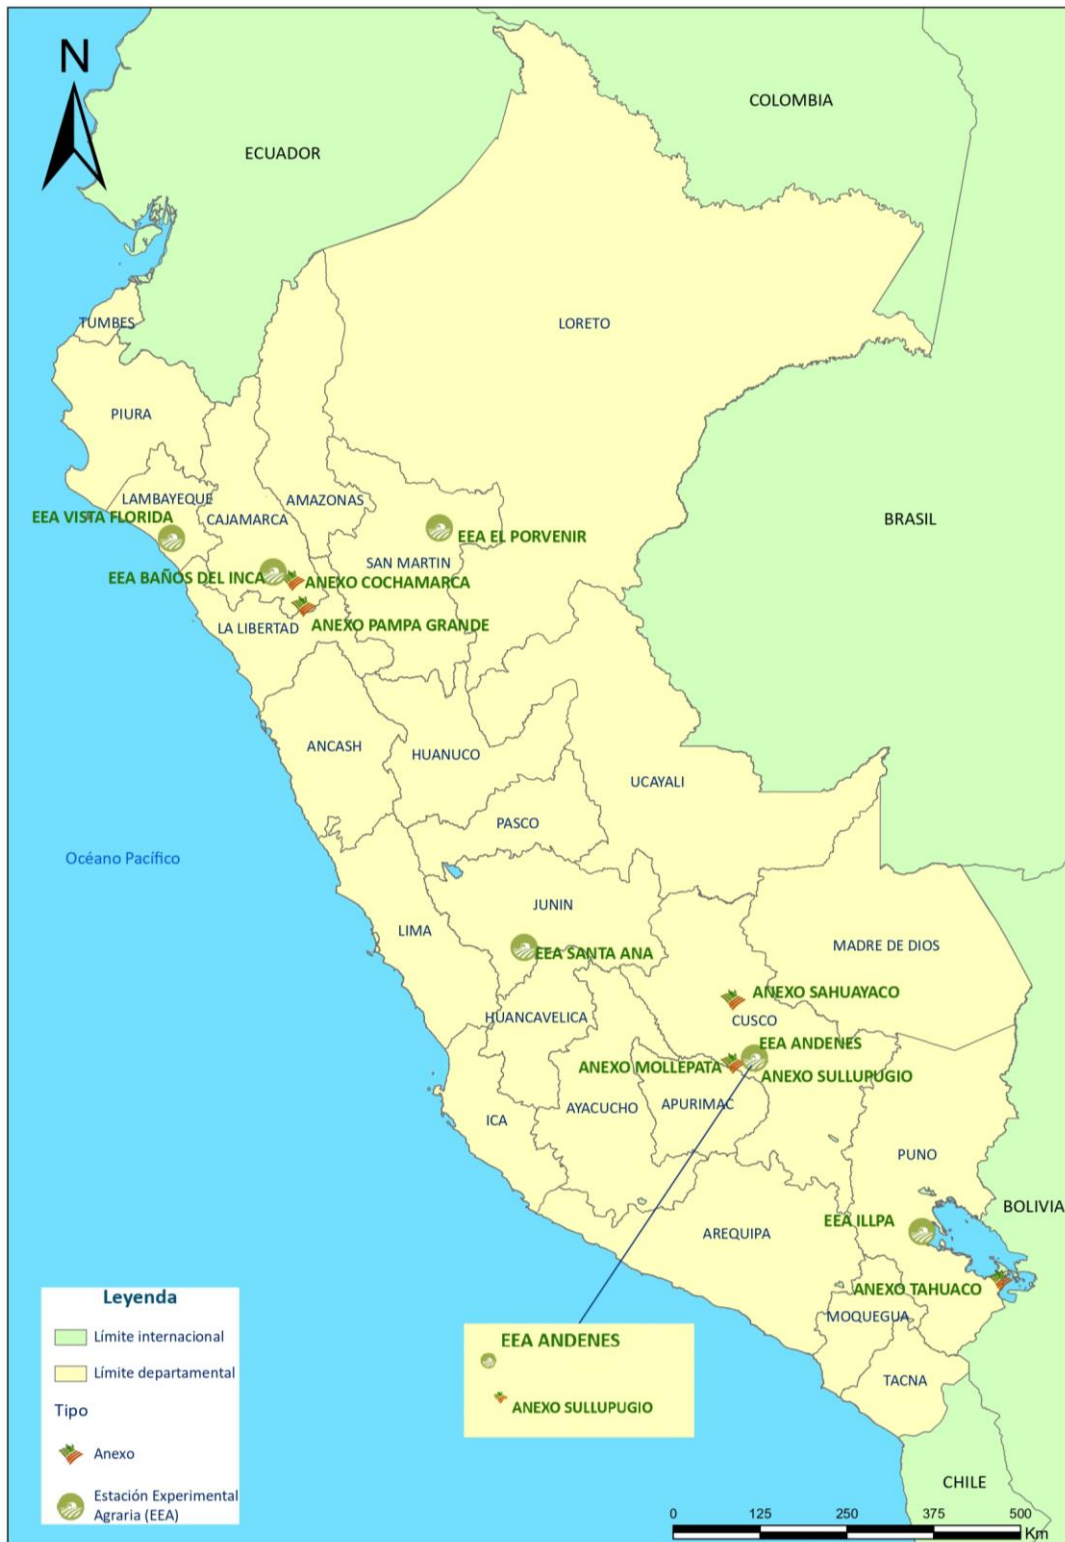 N
COLOMBIA
ECUADOR
TUMBES
LORETO
PIURA
LAMBAYEQUE
EEA VISTA FLORIDA
CAJAMARCA
AMAZONAS
BRASIL
EEA EL PORVENIR
SAN MARTIN
EEA BAÑOS DEL INCA
ANEXO COCHAMARCA
LA LIBERTAD
ANEXO PAMPA GRANDE
ANCASH
HUANUCO
UCAYALI
PASCO
Océano Pacífico
JUNIN
LIMA
MADRE DE DIOS
EEA SANTA ANA
ANEXO SAHUAYACO
HUANCAVELICA
CUSCO
EEA ANDENES
ANEXO MOLLEPATA
ANEXO SULLUPUGIO
ICA
AYACUCHO
APURIMAC
PUNO
BOLIVIA
EEA ILLPA
AREQUIPA
ANEXO TAHUACO
MOQUEGUA
TACNA
EEA ANDENES
ANEXO SULLUPUGIO
CHILE
Leyenda
Límite internacional
Límite departamental
Tipo
Anexo
Estación Experimental
Agraria (EEA)
0 125 250 375 500
Km